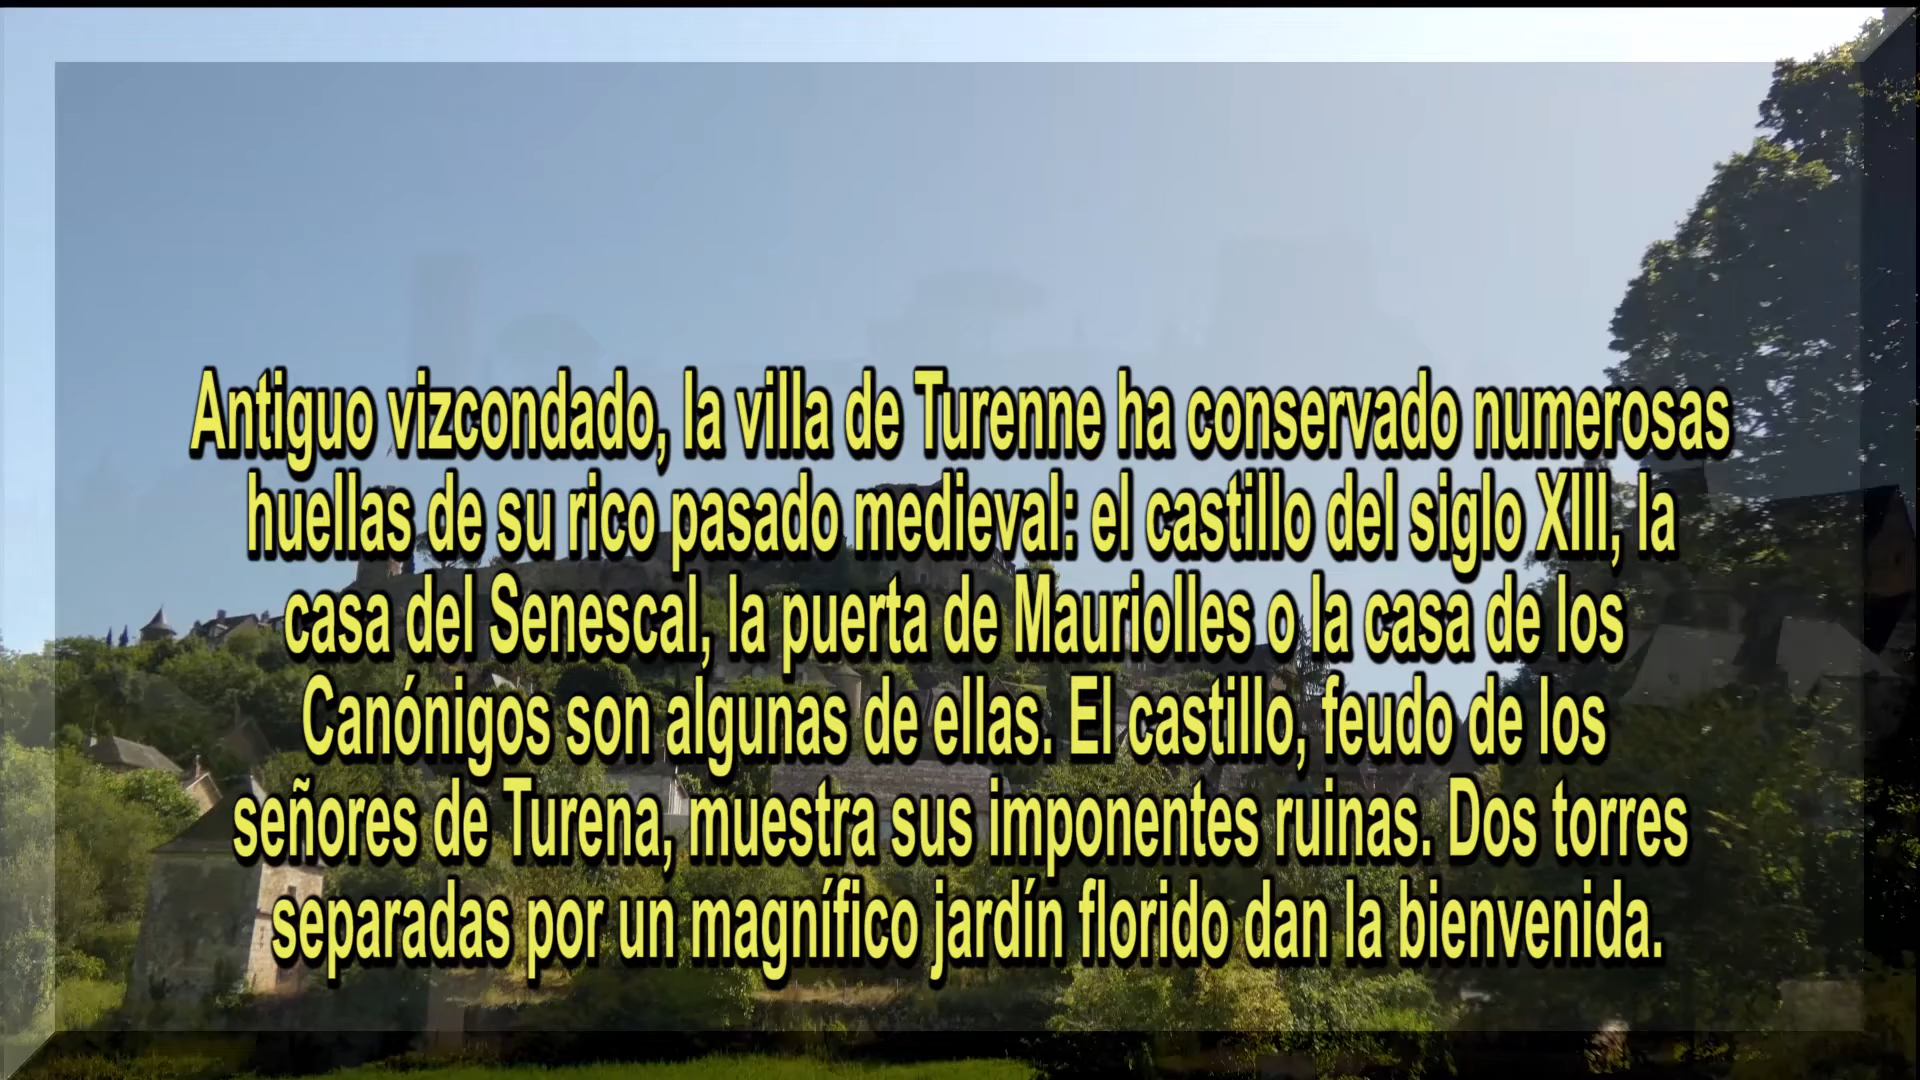 Antiguo vizcondado, la villa de Turenne ha conservado numerosas
huellas de su rico pasado medieval: el castillo del siglo XIII, la
casa del Senescal, la puerta de Mauriolles o la casa de los
Canónigos son algunas de ellas. El castillo, feudo de los
señores de Turena, muestra sus imponentes ruinas. Dos torres
separadas por un magnífico jardín florido dan la bienvenida.